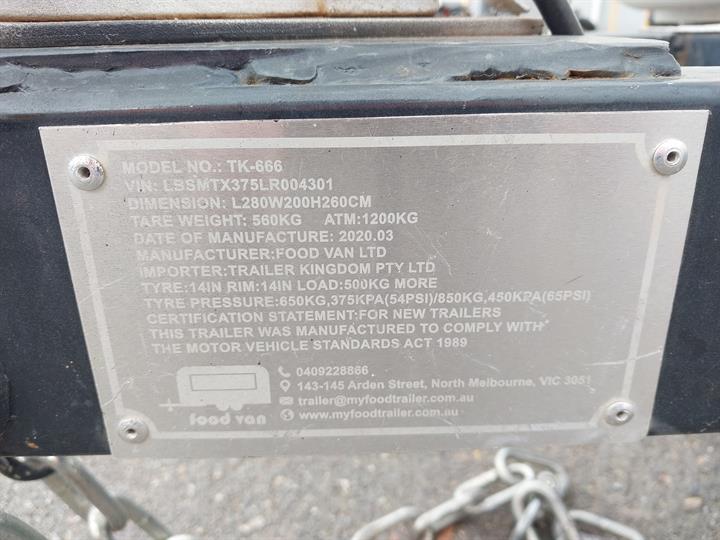 MODEL NO.: TK-666
VIN: LBSMTX375LR004301
DIMENSION: L280W200H260CM
TARE WEIGHT: 560KG ATM:1200KG
DATE OF MANUFACTURE: 2020.03
MANUFACTURER:FOOD VAN LTD
IMPORTER:TRAILER KINGDOM PTY LTD
TYRE:14IN RIM:14IN LOAD:500KG MORE
TYRE PRESSURE:650KG,375KPA(54PSI)/850KG,450KPA(65PSI)
CERTIFICATION STATEMENT:FOR NEW TRAILERS
THIS TRAILER WAS MANUFACTURED TO COMPLY WITH
THE MOTOR VEHICLE STANDARDS ACT 1989
0409228866
143-145 Arden Street, North Melbourne, VIC 3051
trailer@myfoodtrailer.com.au
www.myfoodtrailer.com.au
food van